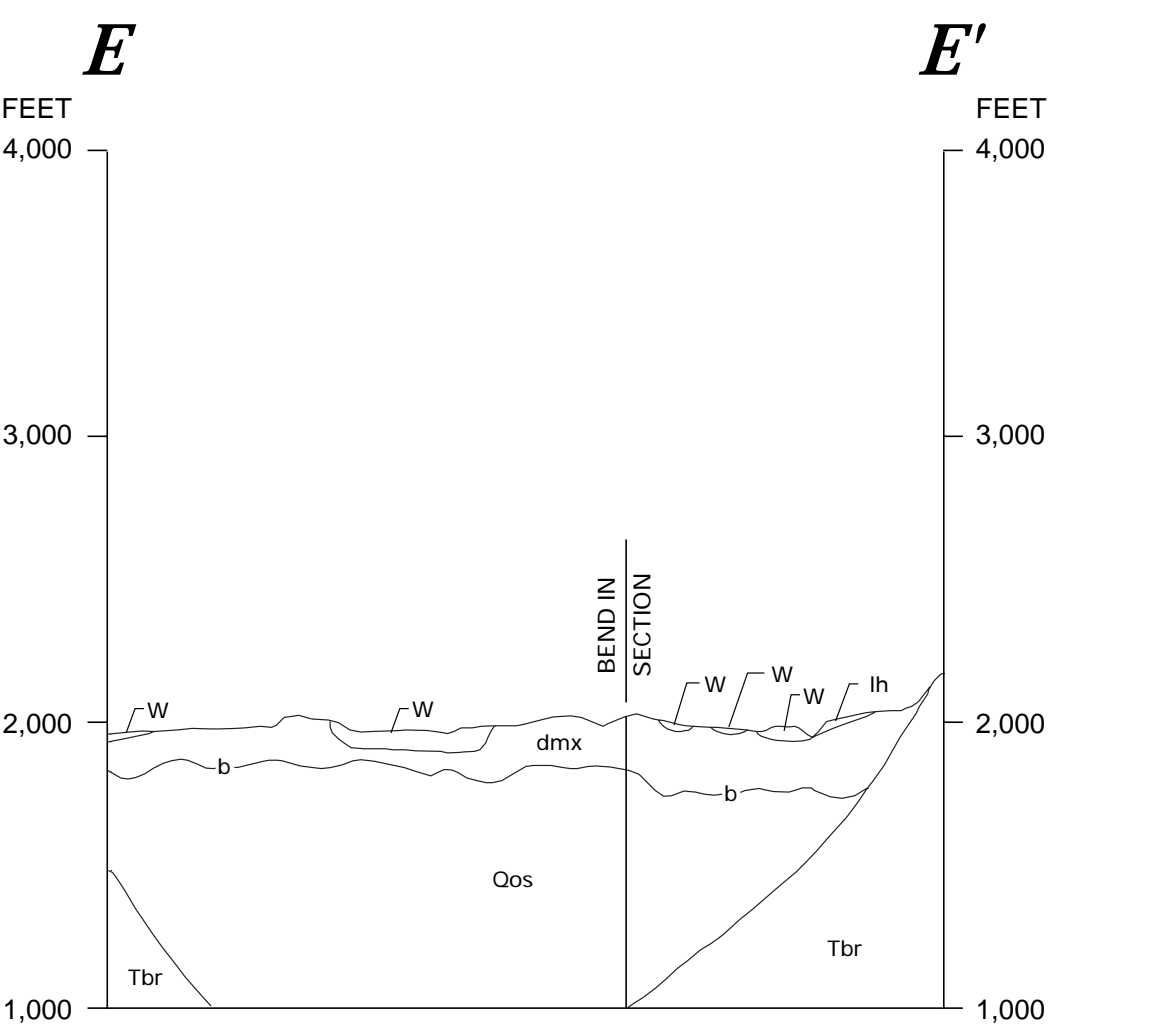 E E′
FEET FEET
4,000 4,000
3,000 3,000
BEND IN
SECTION
W W W W W lh
2,000 2,000
dmx
b b
Qos
Tbr Tbr
1,000 1,000